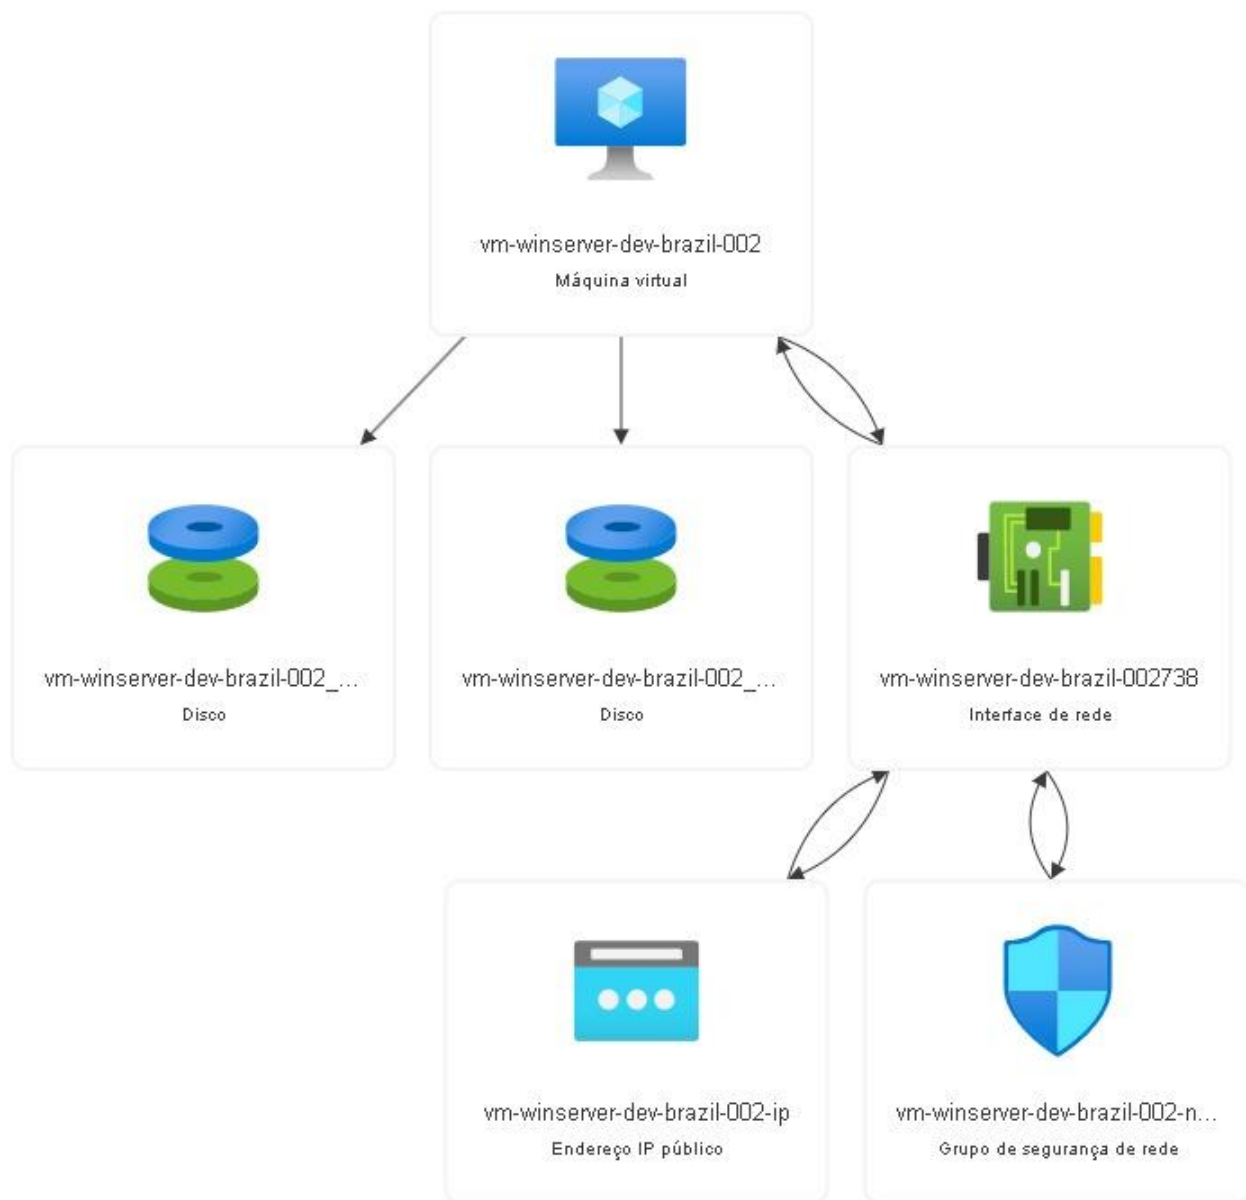 vm-winserver-dev-brazil-002
Máquina virtual
vm-winserver-dev-brazil-002_...
Disco
vm-winserver-dev-brazil-002_...
Disco
vm-winserver-dev-brazil-002738
Interface de rede
vm-winserver-dev-brazil-002-ip
Endereço IP público
vm-winserver-dev-brazil-002-n...
Grupo de segurança de rede